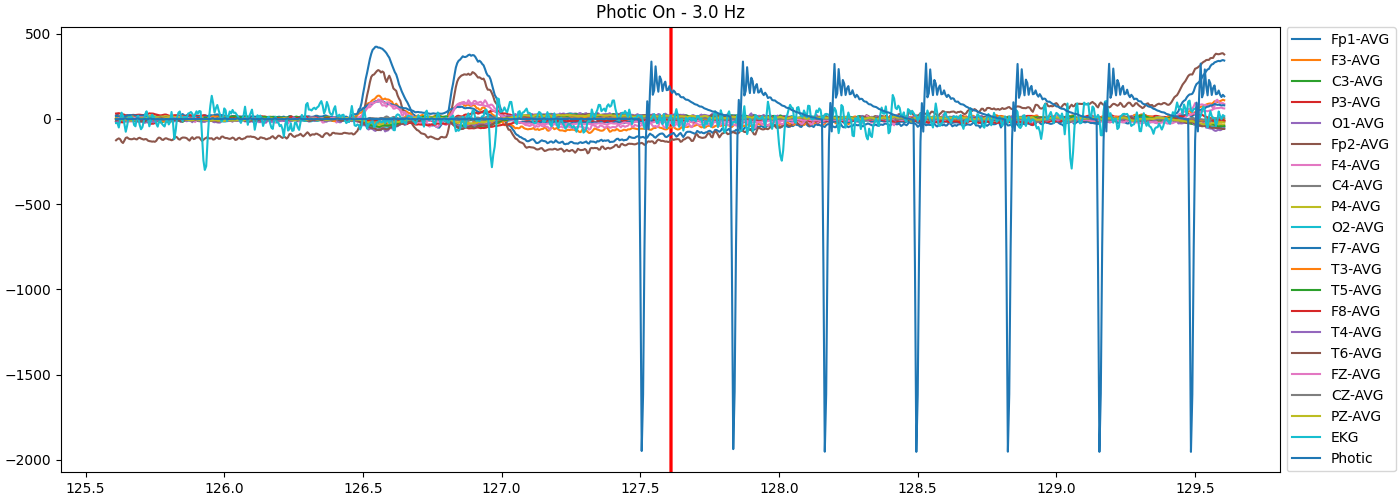 Photic On - 3.0 Hz
500
0
−500
−1000
−1500
−2000
125.5
126.0
126.5
127.0
127.5
128.0
128.5
129.0
129.5
Fp1-AVG
F3-AVG
C3-AVG
P3-AVG
O1-AVG
Fp2-AVG
F4-AVG
C4-AVG
P4-AVG
O2-AVG
F7-AVG
T3-AVG
T5-AVG
F8-AVG
T4-AVG
T6-AVG
FZ-AVG
CZ-AVG
PZ-AVG
EKG
Photic